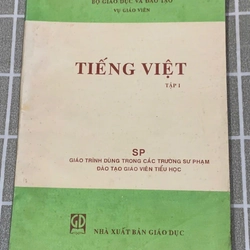 BỘ GIÁO DỤC VÀ ĐÀO TẠO
VỤ GIÁO VIÊN
TIẾNG VIỆT
TẬP I
SP
GIÁO TRÌNH DÙNG TRONG CÁC TRƯỜNG SƯ PHẠM
ĐÀO TẠO GIÁO VIÊN TIỂU HỌC
NHÀ XUẤT BẢN GIÁO DỤC